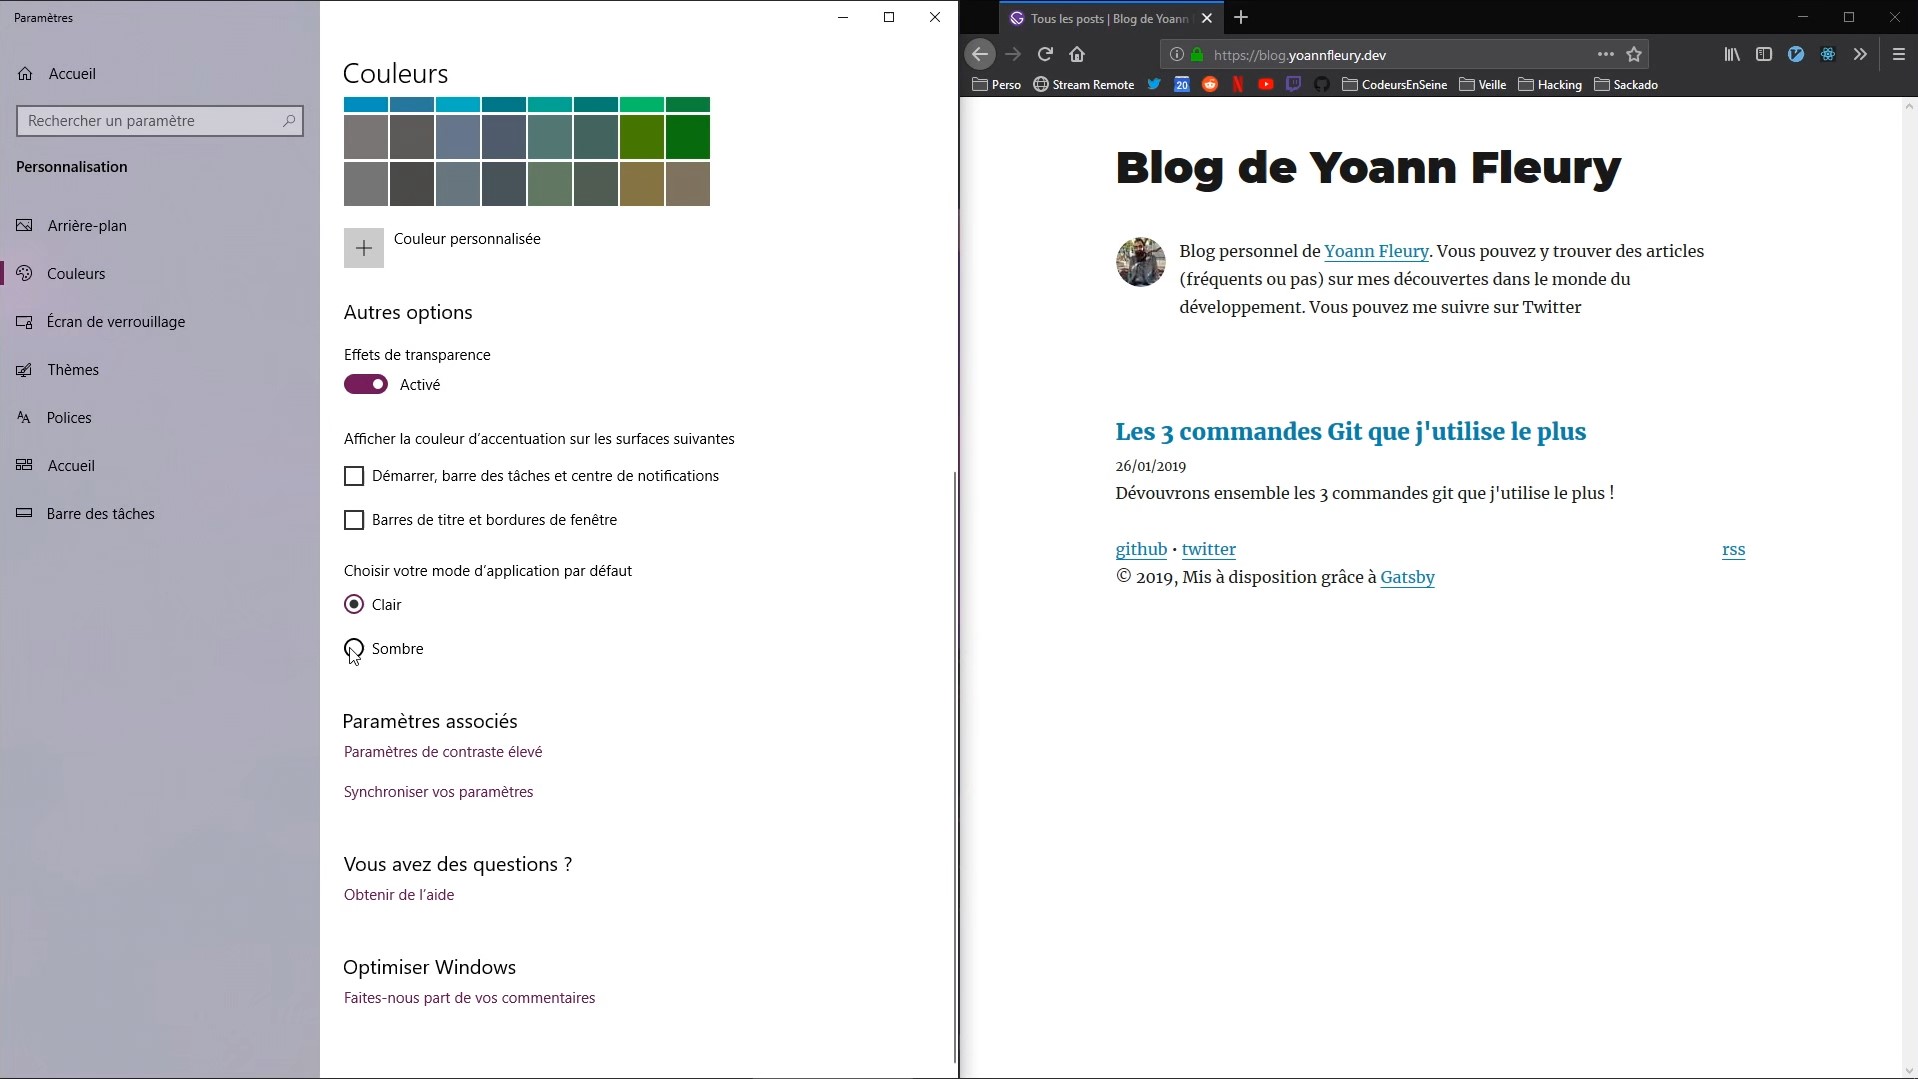 Paramètres
Accueil
Rechercher un paramètre
Personnalisation
Arrière-plan
Couleurs
Écran de verrouillage
Thèmes
Polices
Accueil
Barre des tâches
Couleurs
Couleur personnalisée
Autres options
Effets de transparence
Activé
Afficher la couleur d’accentuation sur les surfaces suivantes
Démarrer, barre des tâches et centre de notifications
Barres de titre et bordures de fenêtre
Choisir votre mode d’application par défaut
Clair
Sombre
Paramètres associés
Paramètres de contraste élevé
Synchroniser vos paramètres
Vous avez des questions ?
Obtenir de l’aide
Optimiser Windows
Faites-nous part de vos commentaires
Tous les posts | Blog de Yoann
https://blog.yoannfleury.dev
Perso Stream Remote 20 CodeursEnSeine Veille Hacking Sackado
Blog de Yoann Fleury
Blog personnel de Yoann Fleury. Vous pouvez y trouver des articles
(fréquents ou pas) sur mes découvertes dans le monde du
développement. Vous pouvez me suivre sur Twitter
Les 3 commandes Git que j'utilise le plus
26/01/2019
Dévouvrons ensemble les 3 commandes git que j'utilise le plus !
github · twitter rss
© 2019, Mis à disposition grâce à Gatsby